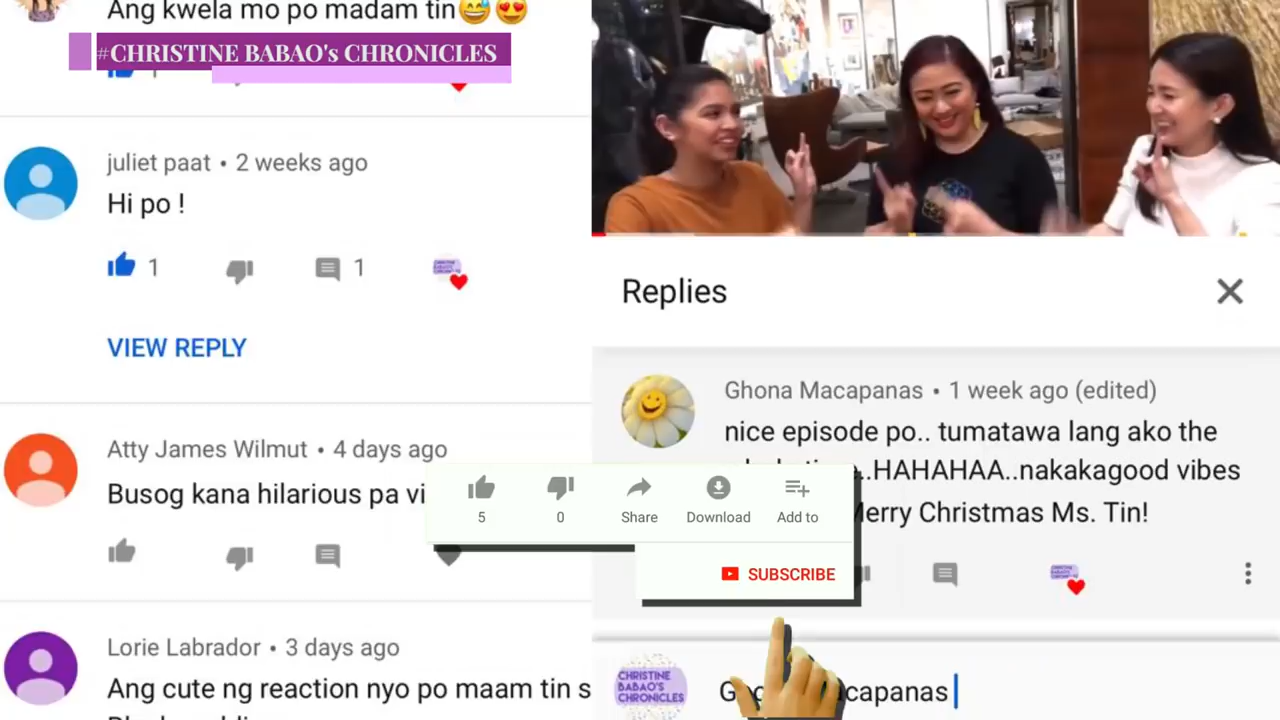 Ang kwela mo po madam tin😅😍
#CHRISTINE BABAO's CHRONICLES
juliet paat • 2 weeks ago
Hi po !
1
1
VIEW REPLY
Atty James Wilmut • 4 days ago
Busog kana hilarious pa
Lorie Labrador • 3 days ago
Ang cute ng reaction nyo po maam tin
Replies
Ghona Macapanas • 1 week ago (edited)
nice episode po.. tumatawa lang ako the
..HAHAHAA..nakakagood vibes
Merry Christmas Ms. Tin!
5
0
Share
Download
Add to
SUBSCRIBE
CHRISTINE
BABAO'S
CHRONICLES